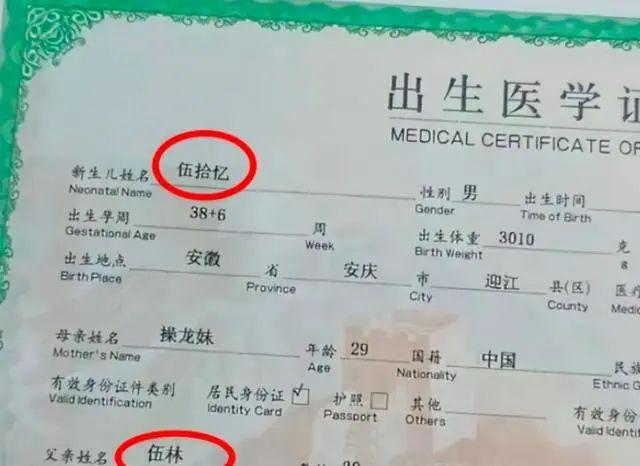 出生医学证
MEDICAL CERTIFICATE OF
新生儿姓名 伍拾忆 性别 男 出生时间
Neonatal Name Gender Time of Birth
出生孕周 38+6 周 出生体重 3010 克
Gestational Age Week Birth Weight g
出生地点 安徽 省 安庆 市 迎江 县(区) 医疗
Birth Place Province City County Medic
母亲姓名 操龙妹 年龄 29 国籍 中国 民族
Mother's Name Age Nationality Ethnic G
有效身份证件类别 居民身份证 护照 其他 有效身
Valid Identification Identity Card Passport Others Valid Id
父亲姓名 伍林